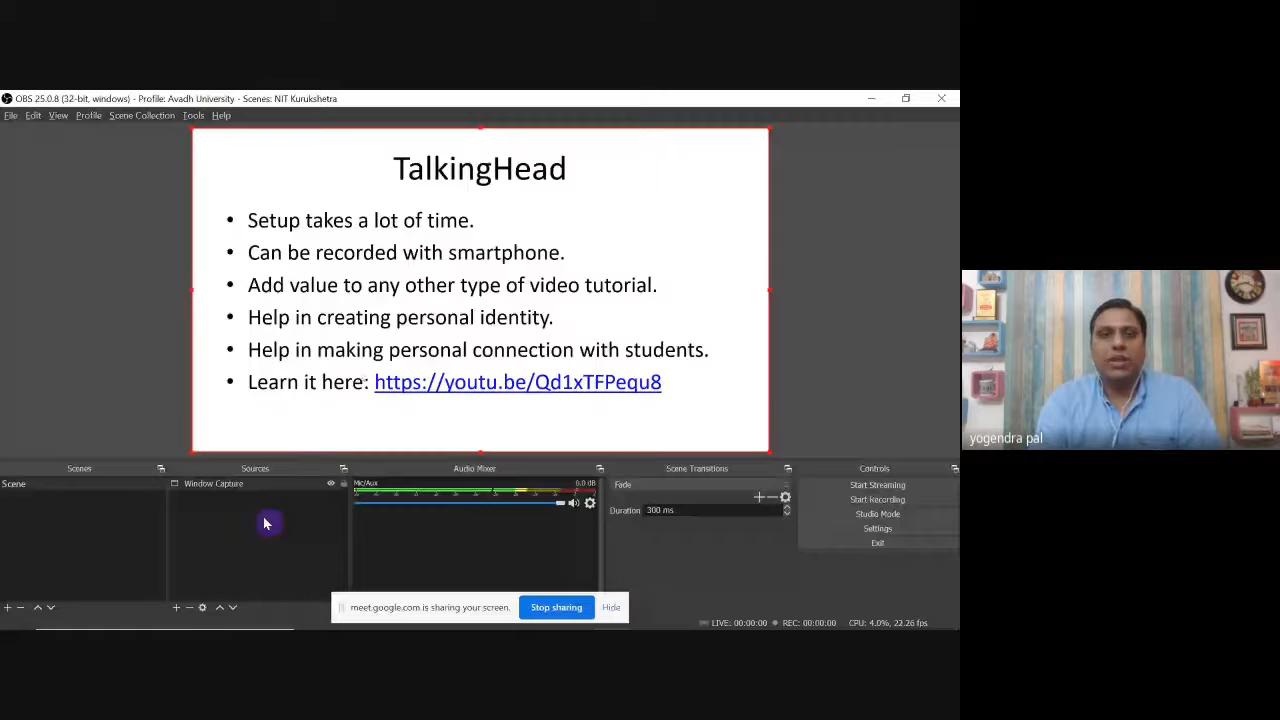 OBS 25.0.8 (32-bit, windows) - Profile: Avadh University - Scenes: NIT Kurukshetra
File Edit View Profile Scene Collection Tools Help
TalkingHead
• Setup takes a lot of time.
• Can be recorded with smartphone.
• Add value to any other type of video tutorial.
• Help in creating personal identity.
• Help in making personal connection with students.
• Learn it here: https://youtu.be/Qd1xTFPequ8
yogendra pal
Scenes Sources Audio Mixer Scene Transitions Controls
Scene
Window Capture
Mic/Aux 0.0 dB
Fade
Duration 300 ms
Start Streaming
Start Recording
Studio Mode
Settings
Exit
meet.google.com is sharing your screen. Stop sharing Hide
LIVE: 00:00:00 REC: 00:00:00 CPU: 4.0%, 22.26 fps